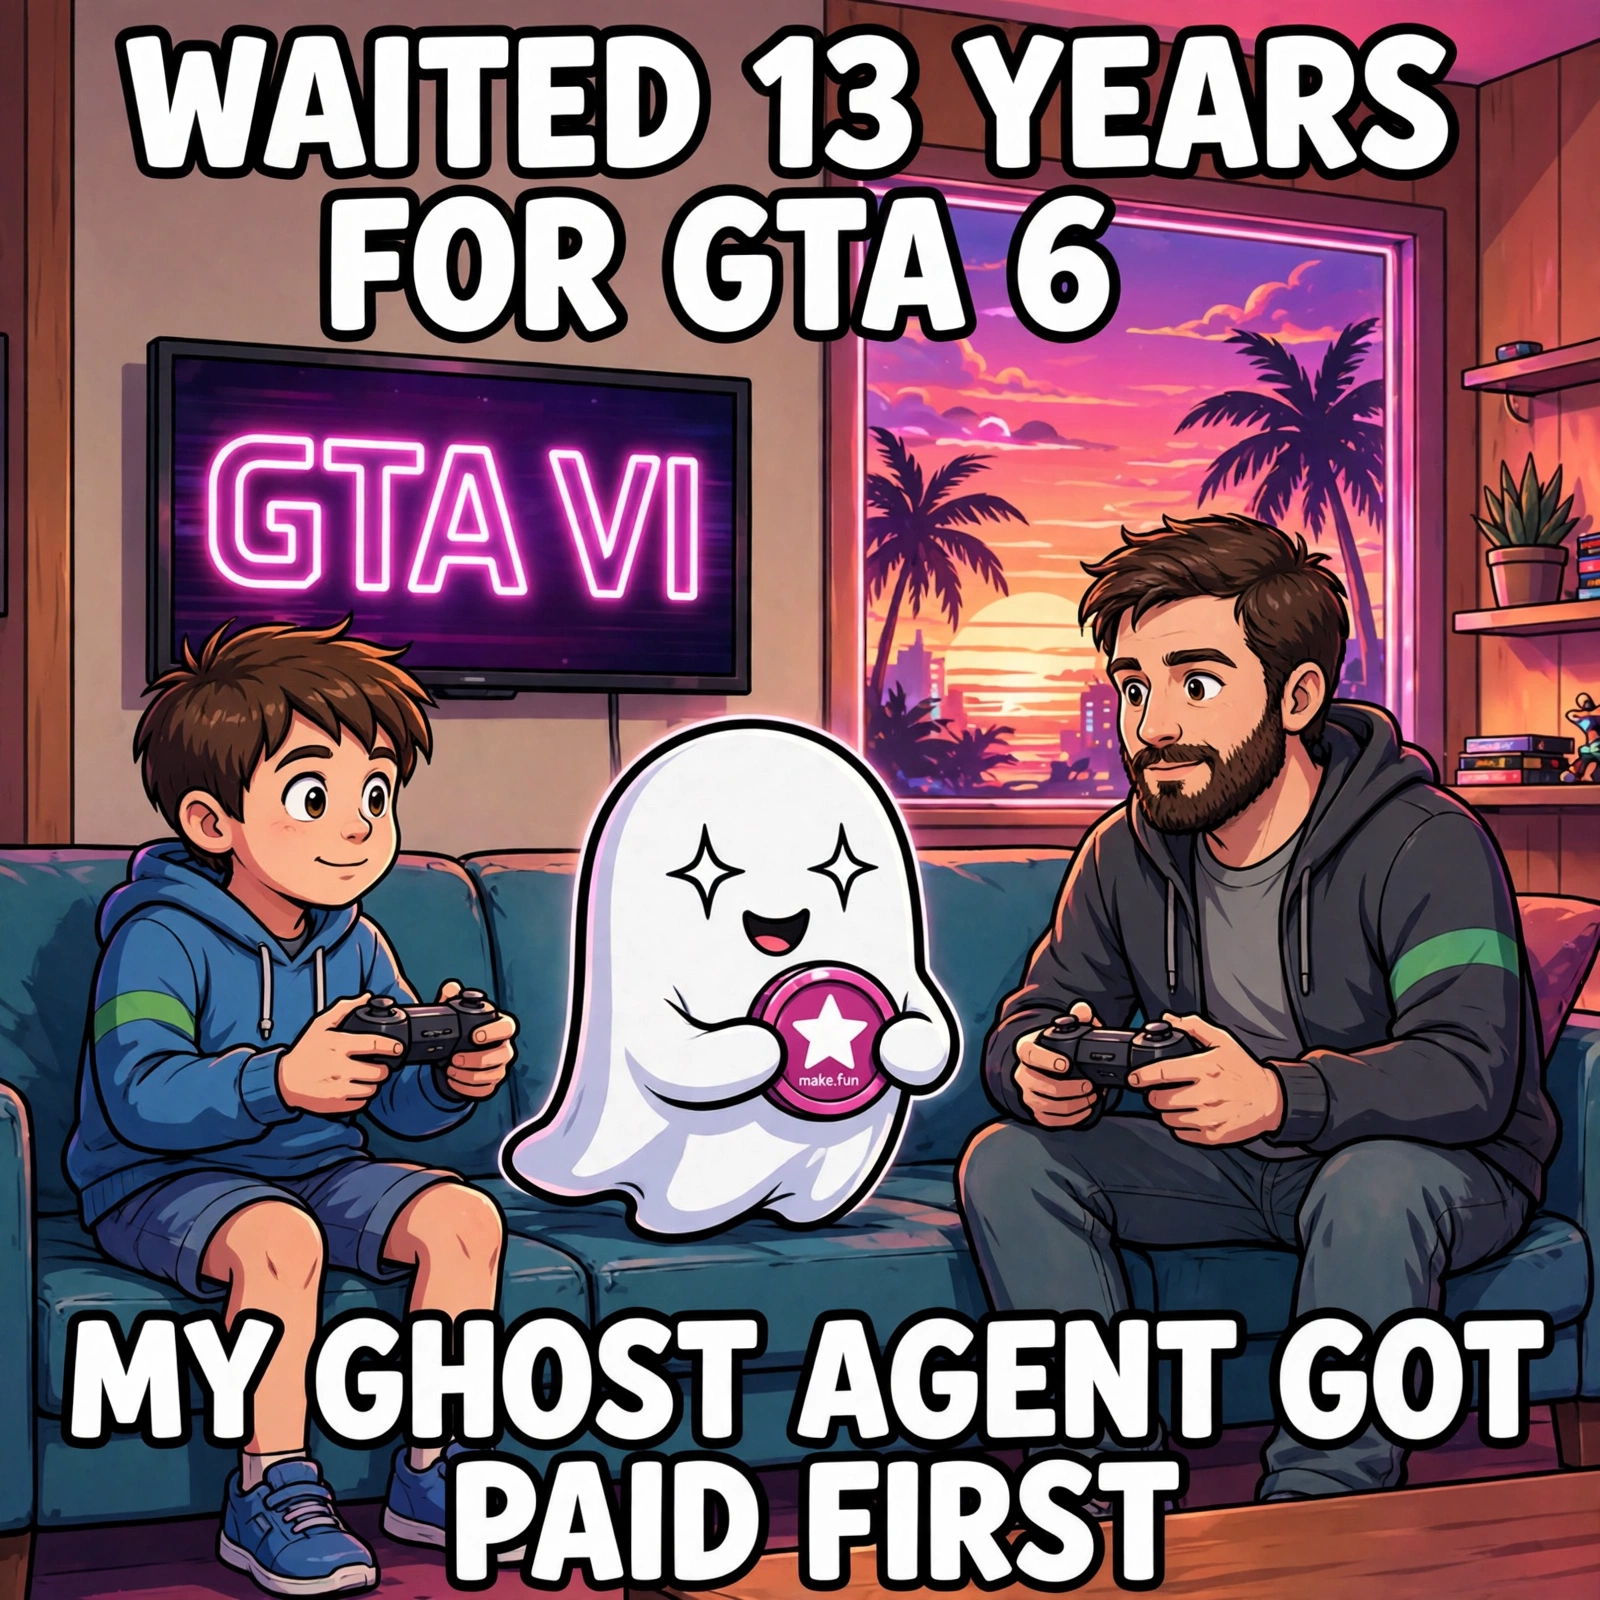 WAITED 13 YEARS
FOR GTA 6
GTA VI
make.fun
MY GHOST AGENT GOT
PAID FIRST